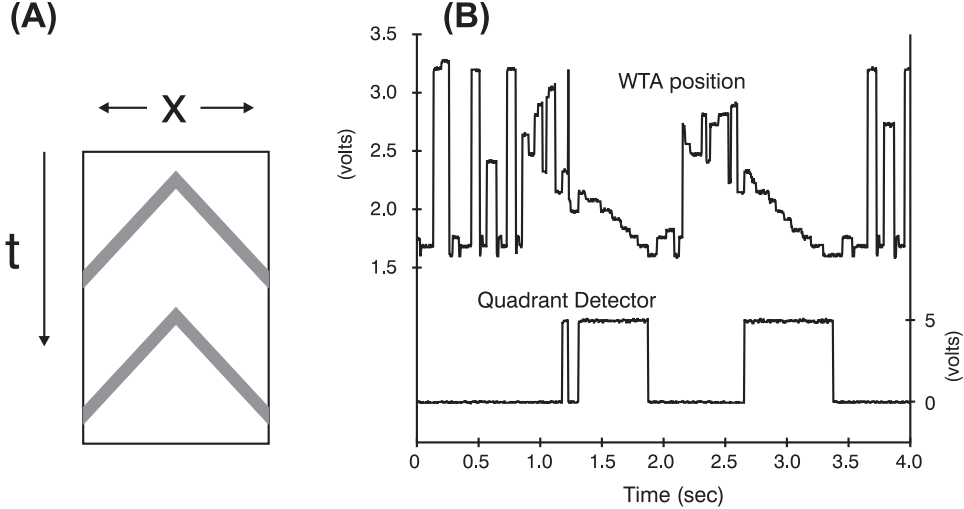 (A)
X
t
(B)
3.5
3.0
2.5
2.0
1.5
(volts)
WTA position
Quadrant Detector
5
0
(volts)
0 0.5 1.0 1.5 2.0 2.5 3.0 3.5 4.0
Time (sec)